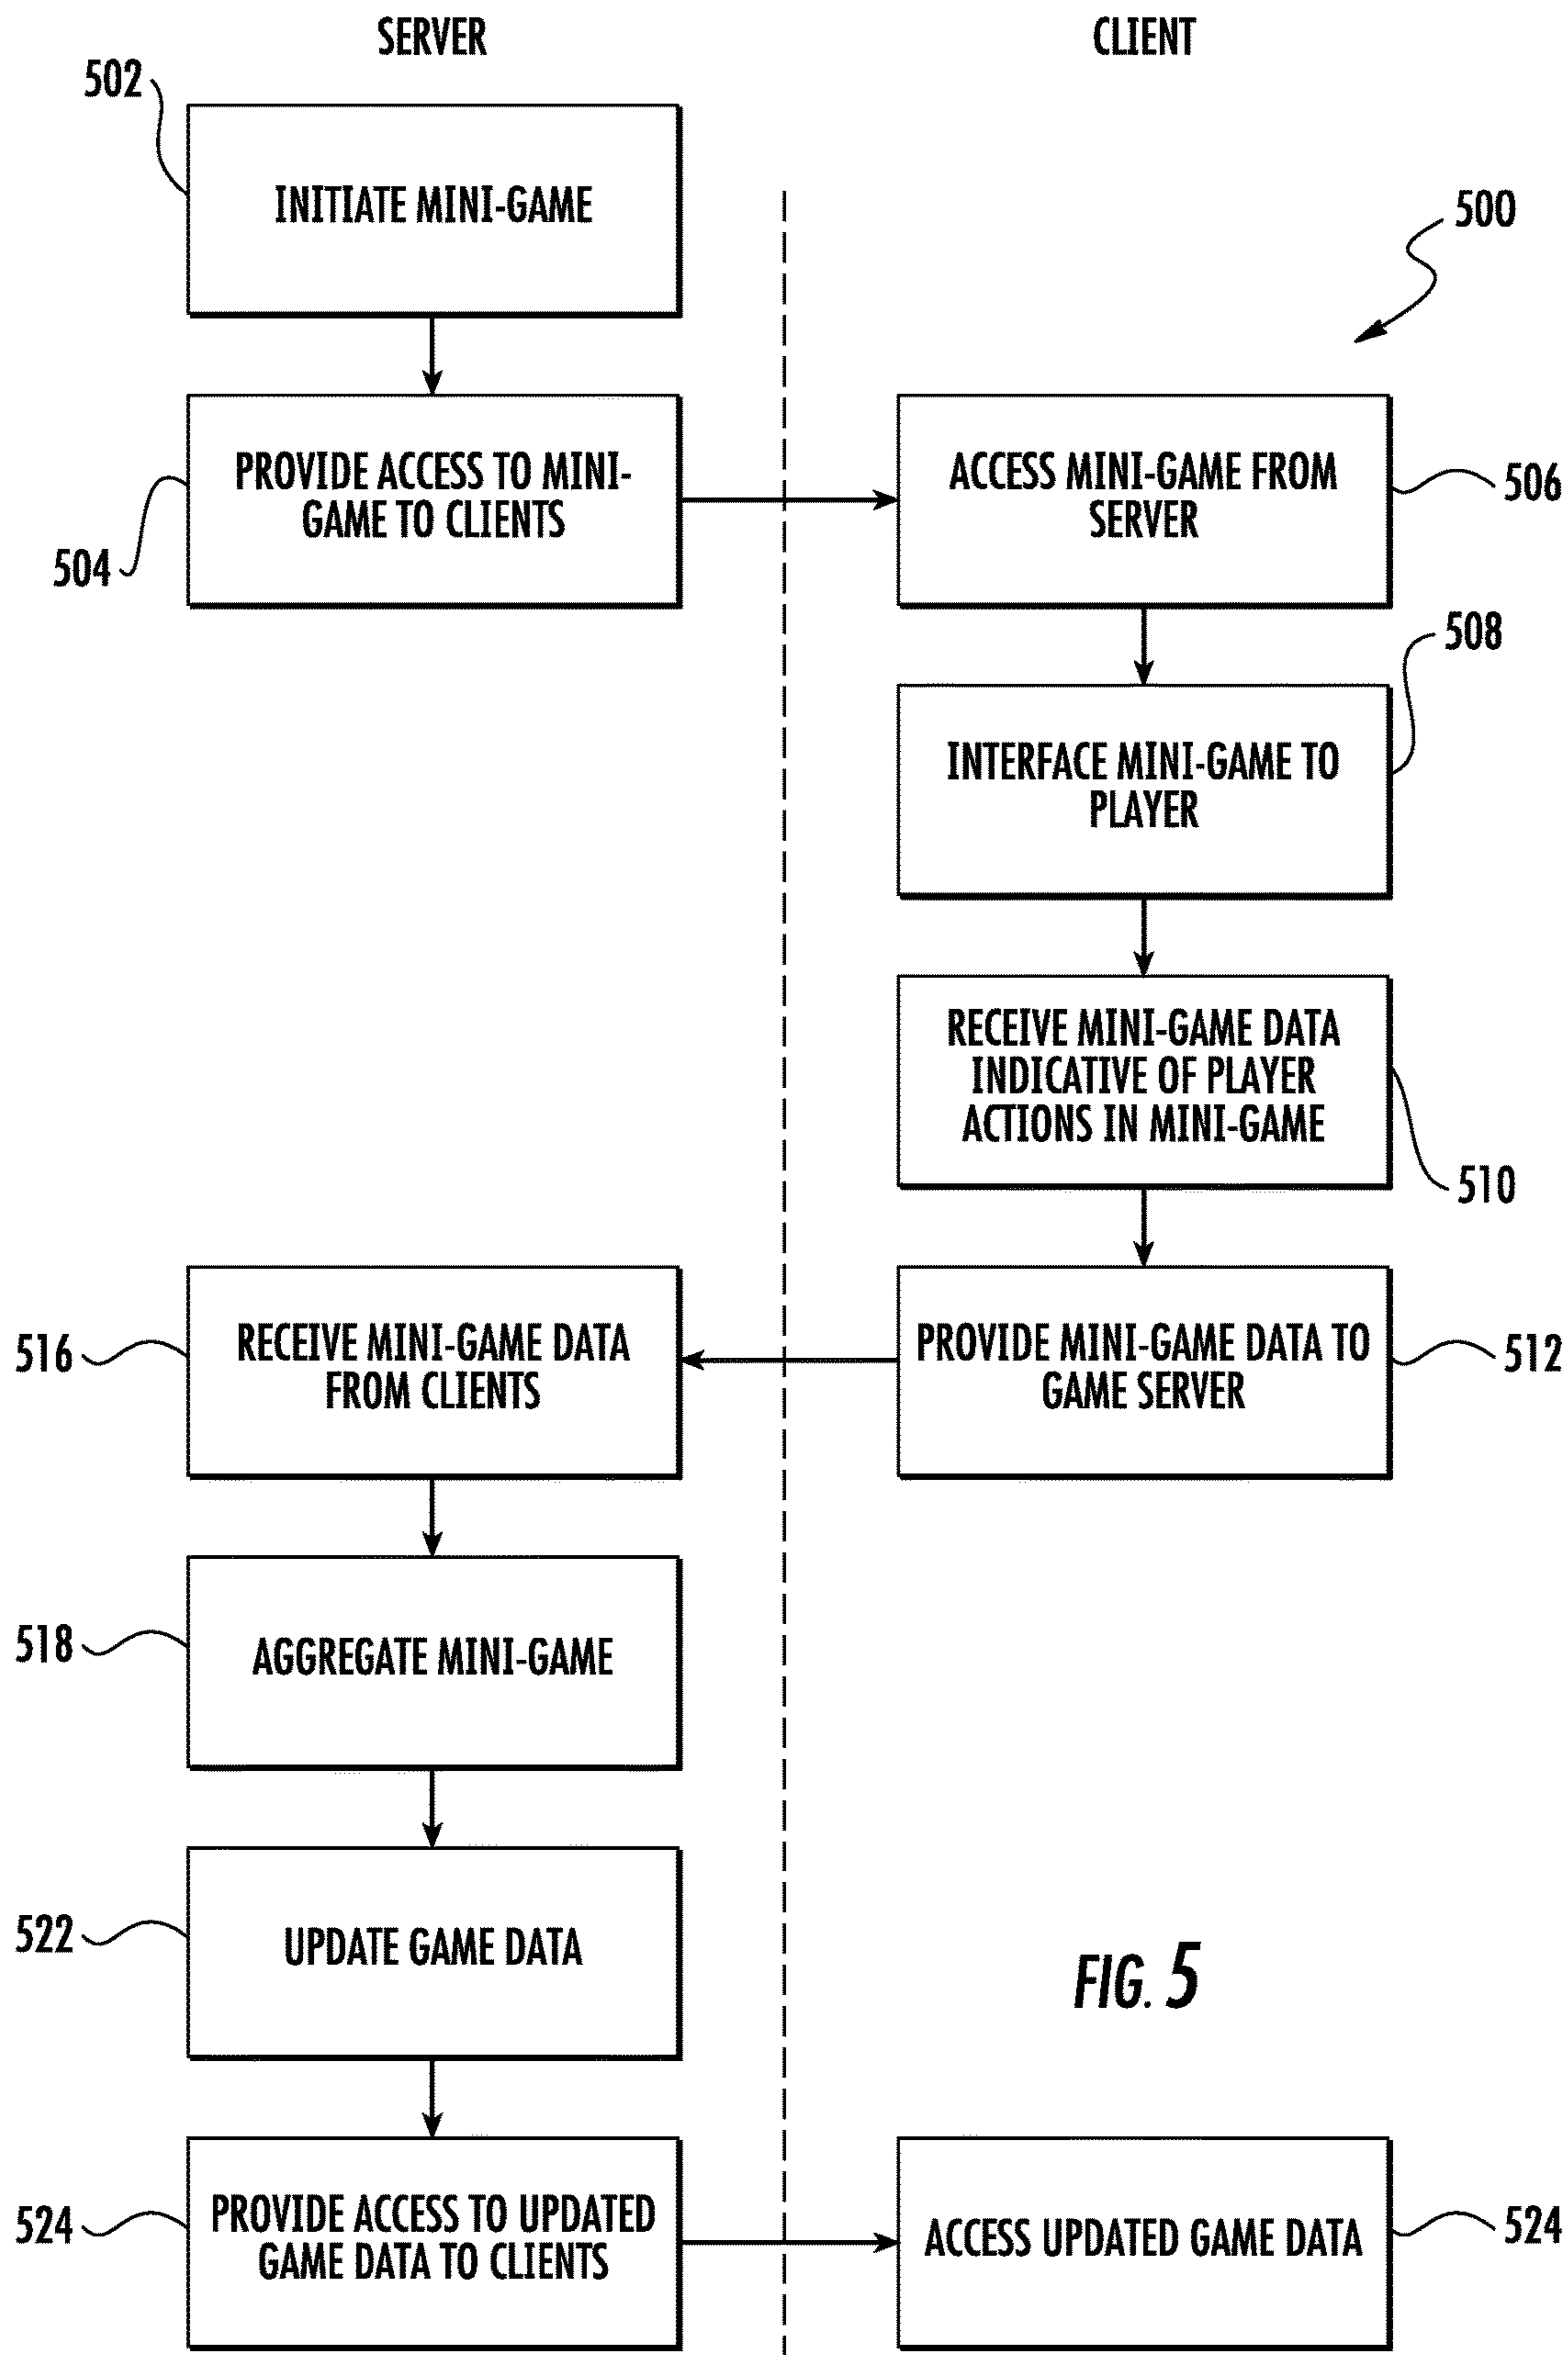 SERVER
CLIENT
502
INITIATE MINI-GAME
500
PROVIDE ACCESS TO MINI-
GAME TO CLIENTS
504
ACCESS MINI-GAME FROM
SERVER
506
508
INTERFACE MINI-GAME TO
PLAYER
RECEIVE MINI-GAME DATA
INDICATIVE OF PLAYER
ACTIONS IN MINI-GAME
510
516
RECEIVE MINI-GAME DATA
FROM CLIENTS
PROVIDE MINI-GAME DATA TO
GAME SERVER
512
518
AGGREGATE MINI-GAME
522
UPDATE GAME DATA
FIG. 5
524
PROVIDE ACCESS TO UPDATED
GAME DATA TO CLIENTS
ACCESS UPDATED GAME DATA
524